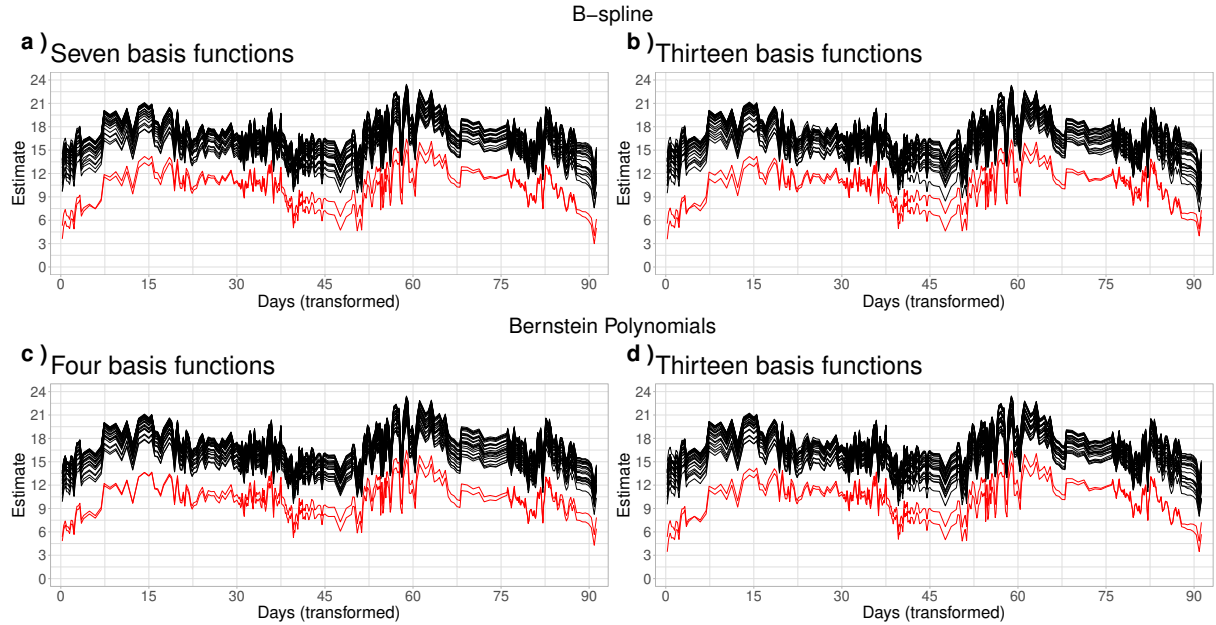 B−spline
a ) Seven basis functions
b ) Thirteen basis functions
24
21
18
15
12
9
6
3
0
Estimate
0 15 30 45 60 75 90
Days (transformed)
24
21
18
15
12
9
6
3
0
Estimate
0 15 30 45 60 75 90
Days (transformed)
Bernstein Polynomials
c ) Four basis functions
d ) Thirteen basis functions
24
21
18
15
12
9
6
3
0
Estimate
0 15 30 45 60 75 90
Days (transformed)
24
21
18
15
12
9
6
3
0
Estimate
0 15 30 45 60 75 90
Days (transformed)